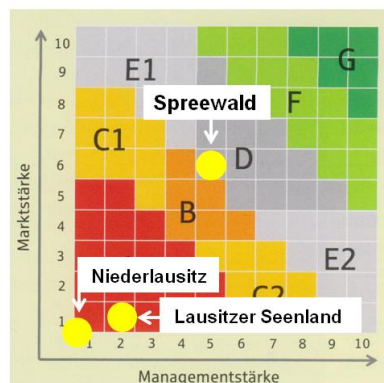 Marktstärke
10
9
8
7
6
5
4
3
2
1
E1
G
F
Spreewald
C1
D
B
E2
Niederlausitz
C2
Lausitzer Seenland
1 2 3 4 5 6 7 8 9 10
Managementstärke